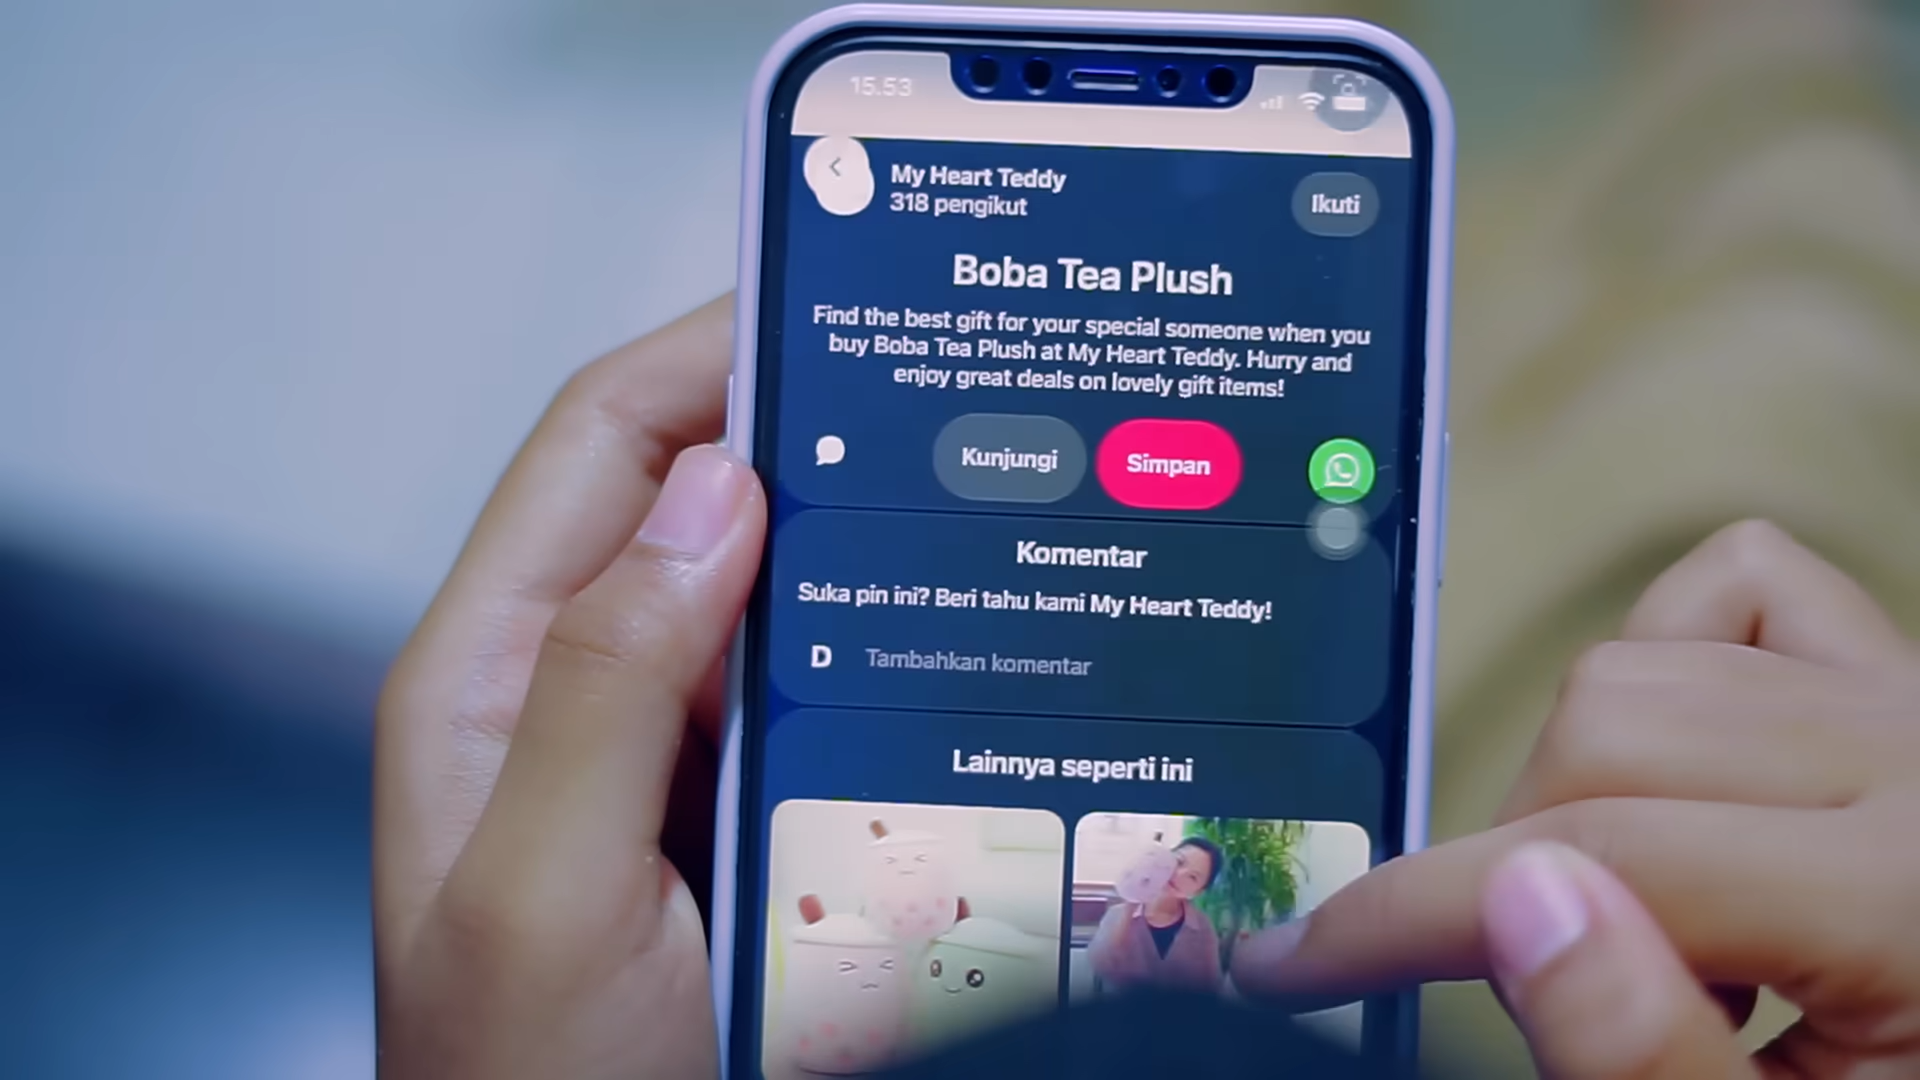 15.53
My Heart Teddy
318 pengikut
Ikuti
Boba Tea Plush
Find the best gift for your special someone when you
buy Boba Tea Plush at My Heart Teddy. Hurry and
enjoy great deals on lovely gift items!
Kunjungi
Simpan
Komentar
Suka pin ini? Beri tahu kami My Heart Teddy!
D
Tambahkan komentar
Lainnya seperti ini